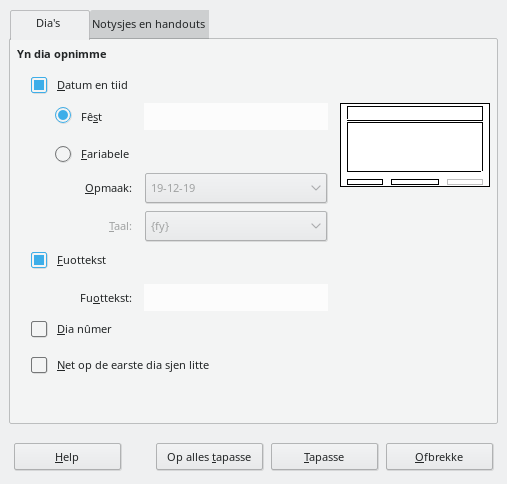 Dia's
Notysjes en handouts
Yn dia opnimme
Datum en tiid
Fêst
Fariabele
Opmaak:
19-12-19
Taal:
{fy}
Fuottekst
Fuottekst:
Dia nûmer
Net op de earste dia sjen litte
Help
Op alles tapasse
Tapasse
Ofbrekke